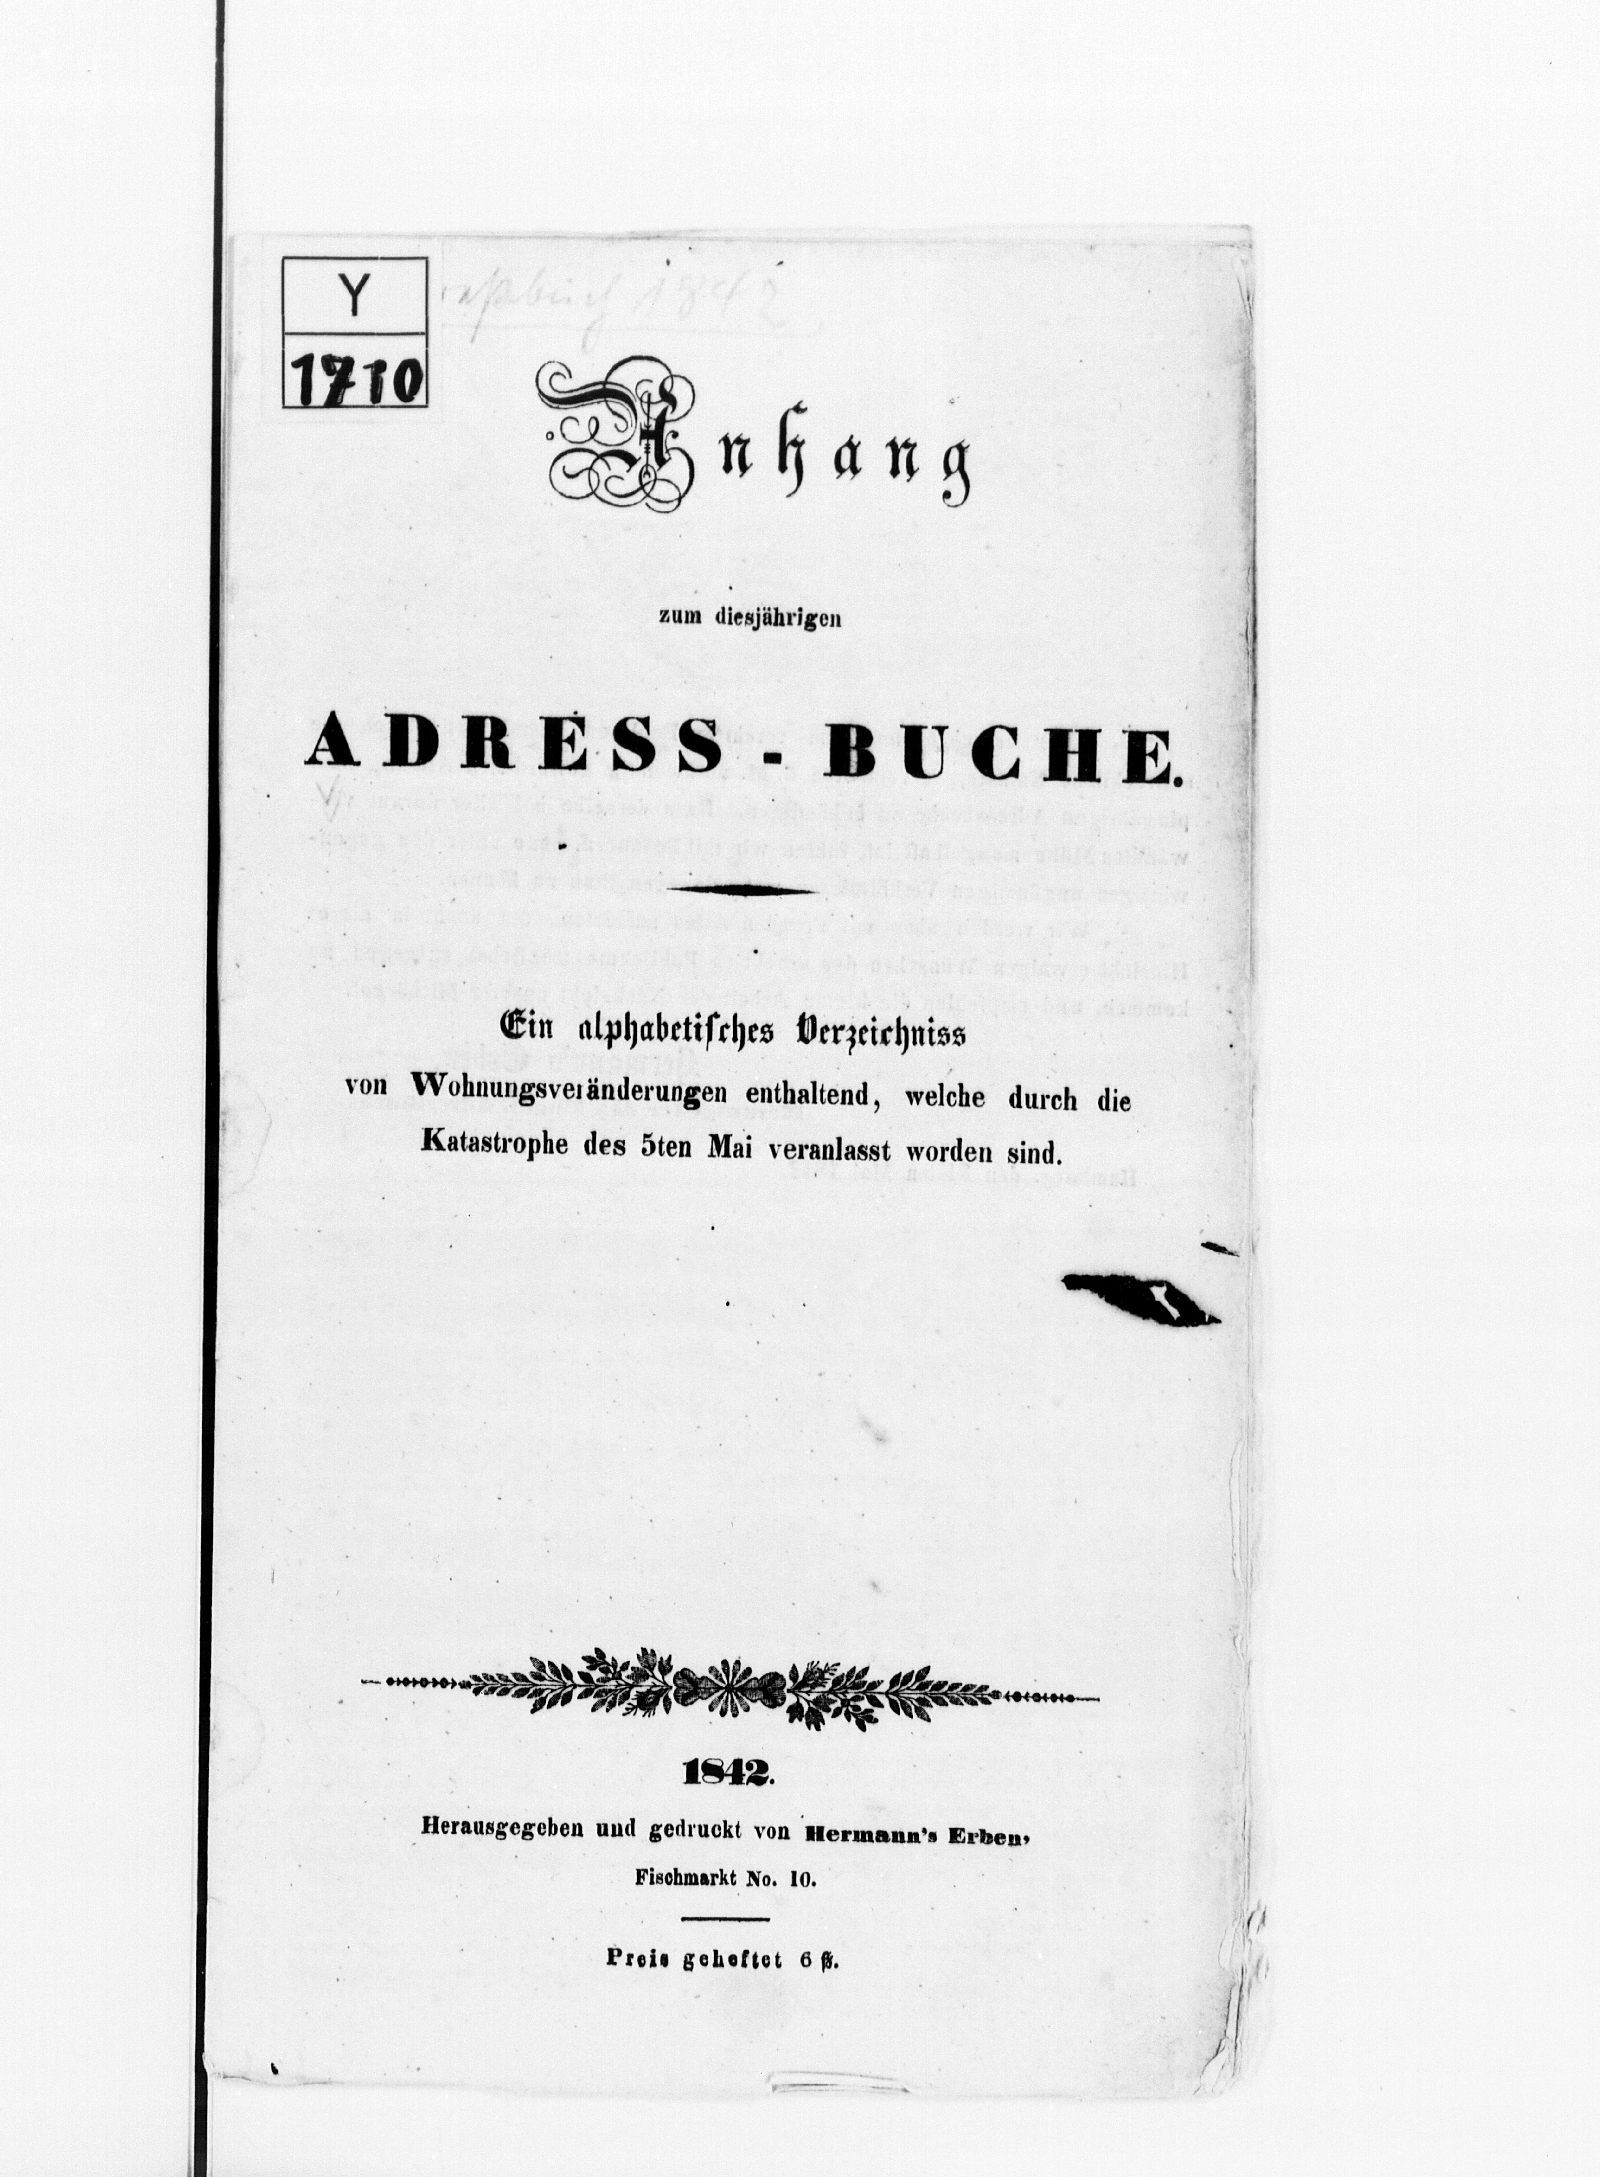 Y
1710
1842
Anhang
zum diesjährigen
ADRESS - BUCHE.
Ein alphabetisches Verzeichniss
von Wohnungsveränderungen enthaltend, welche durch die
Katastrophe des 5ten Mai veranlasst worden sind.
1842.
Herausgegeben und gedruckt von Hermann's Erben,
Fischmarkt No. 10.
Preis geheftet 6 ß.